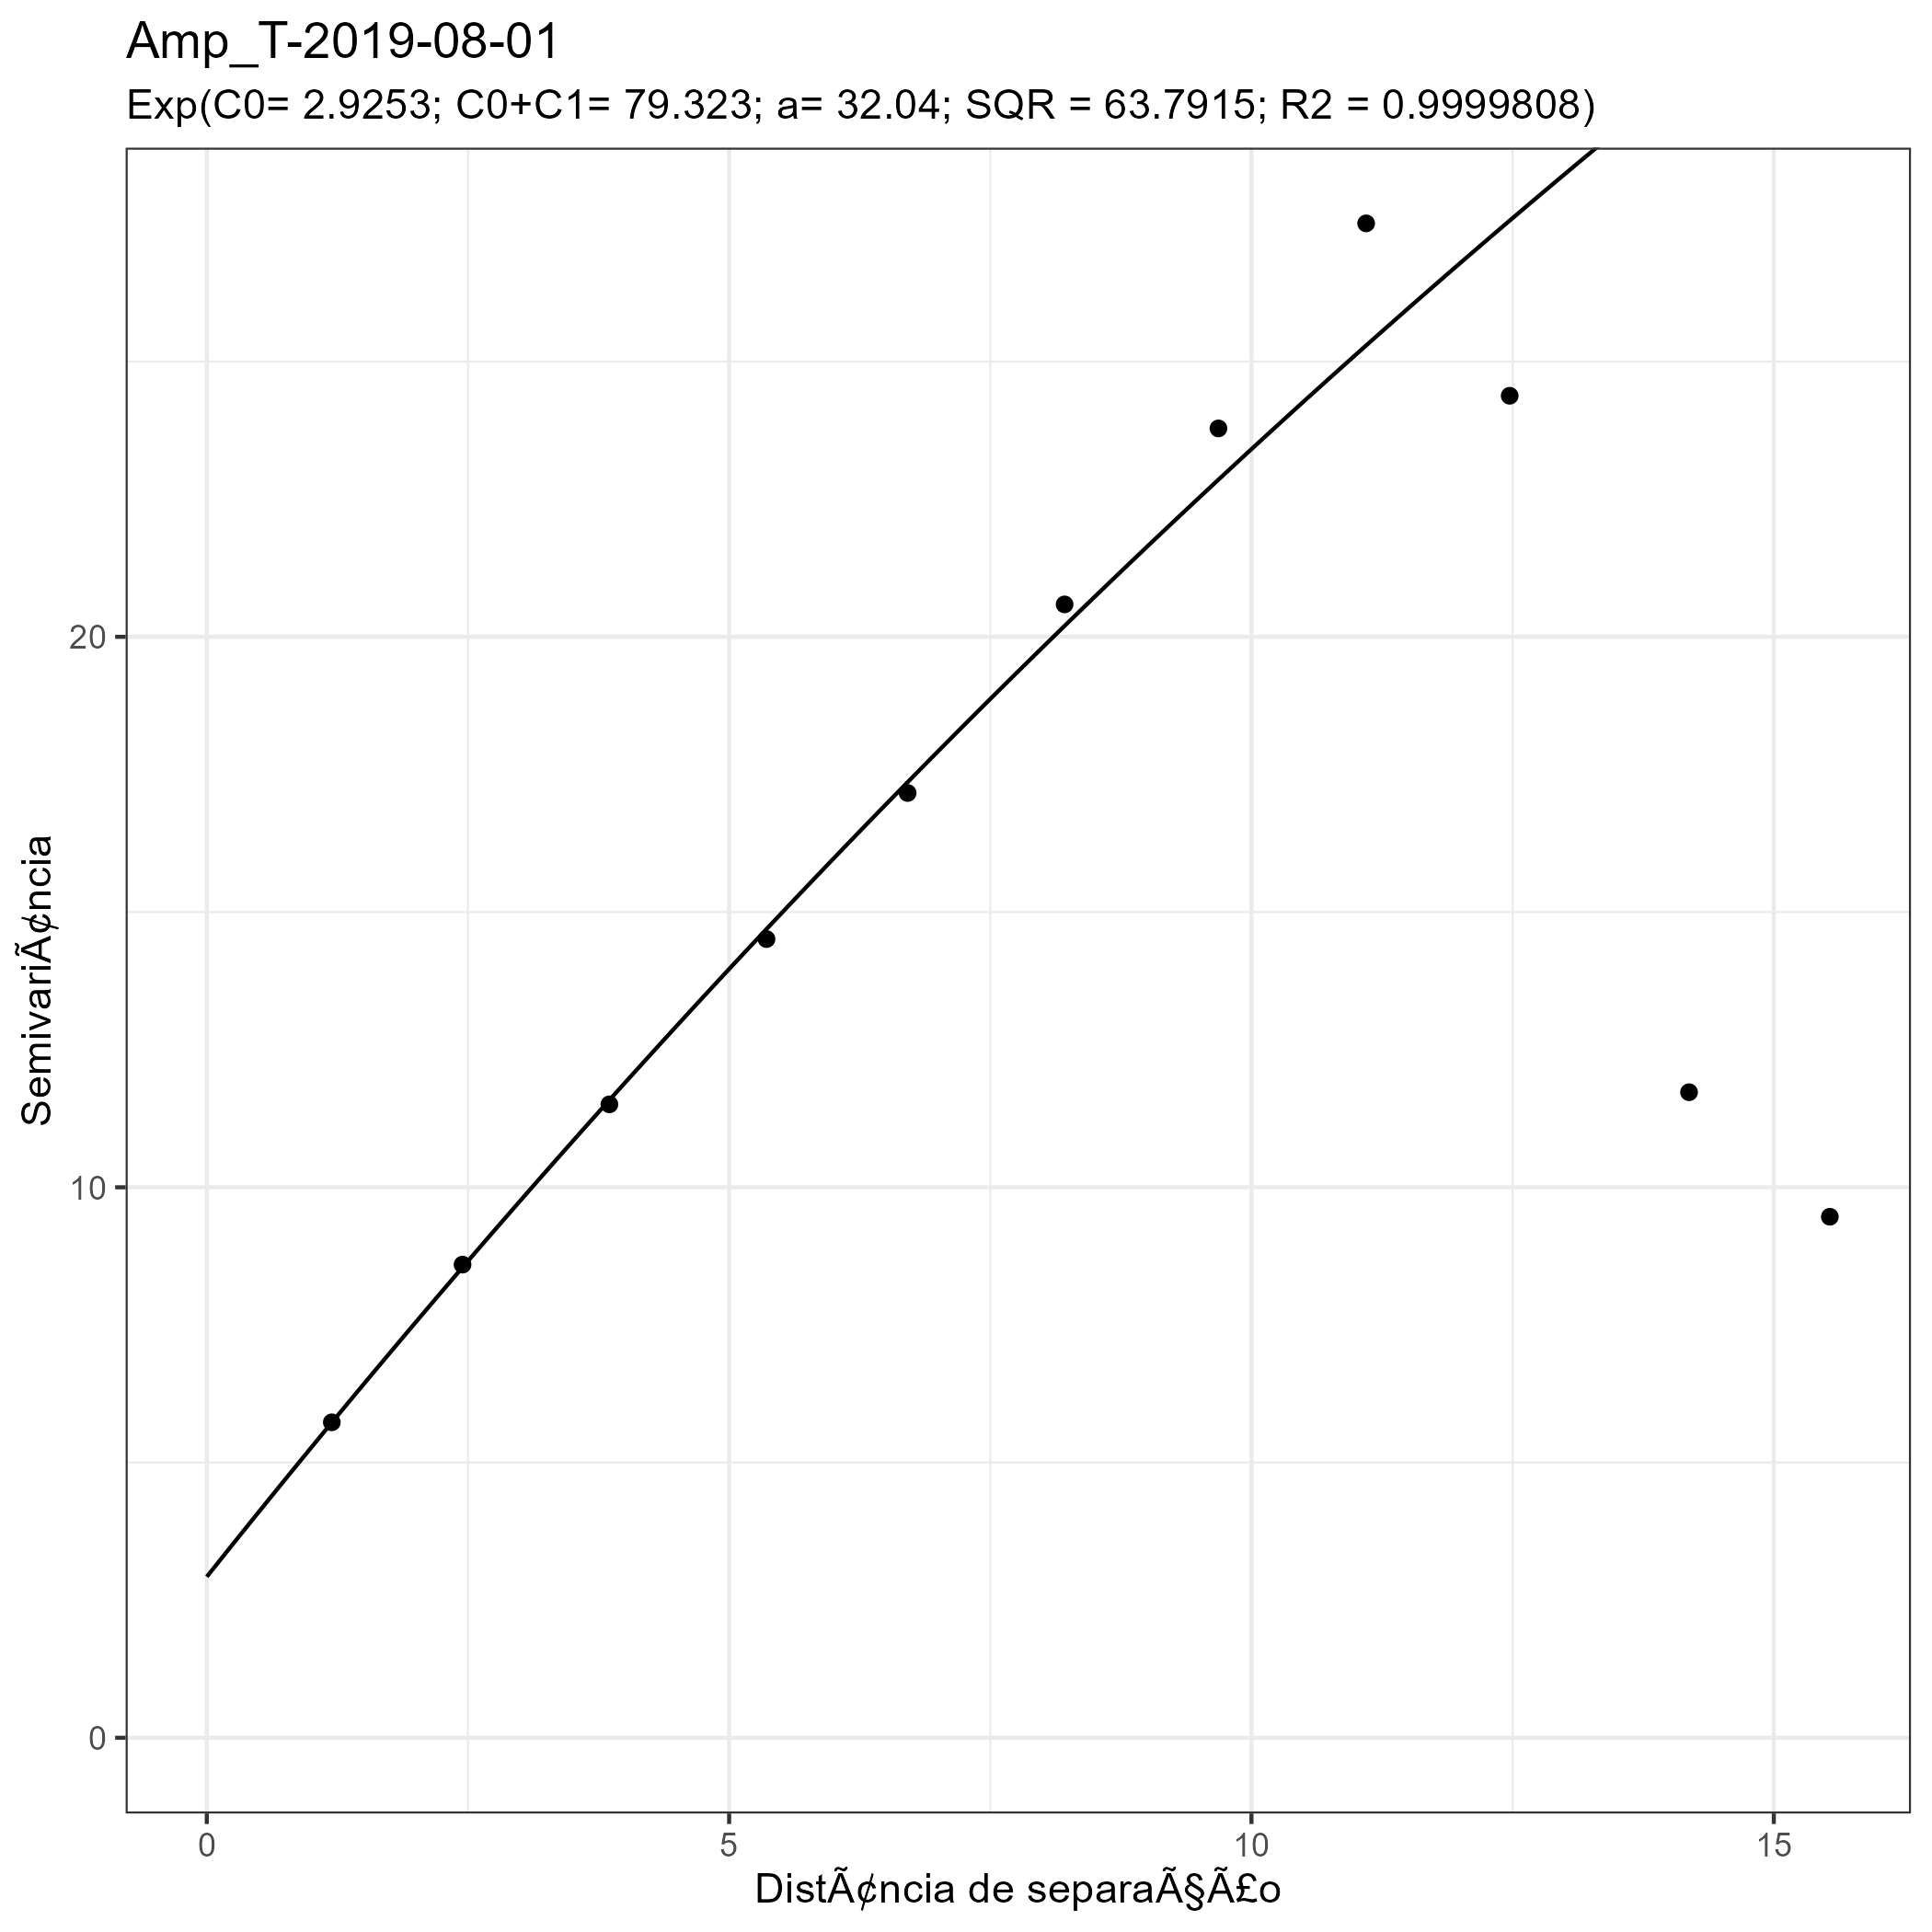 Amp_T-2019-08-01
Exp(C0= 2.9253; C0+C1= 79.323; a= 32.04; SQR = 63.7915; R2 = 0.9999808)
SemivariÃ¢ncia
20
10
0
0 5 10 15
DistÃ¢ncia de separaÃ§Ã£o